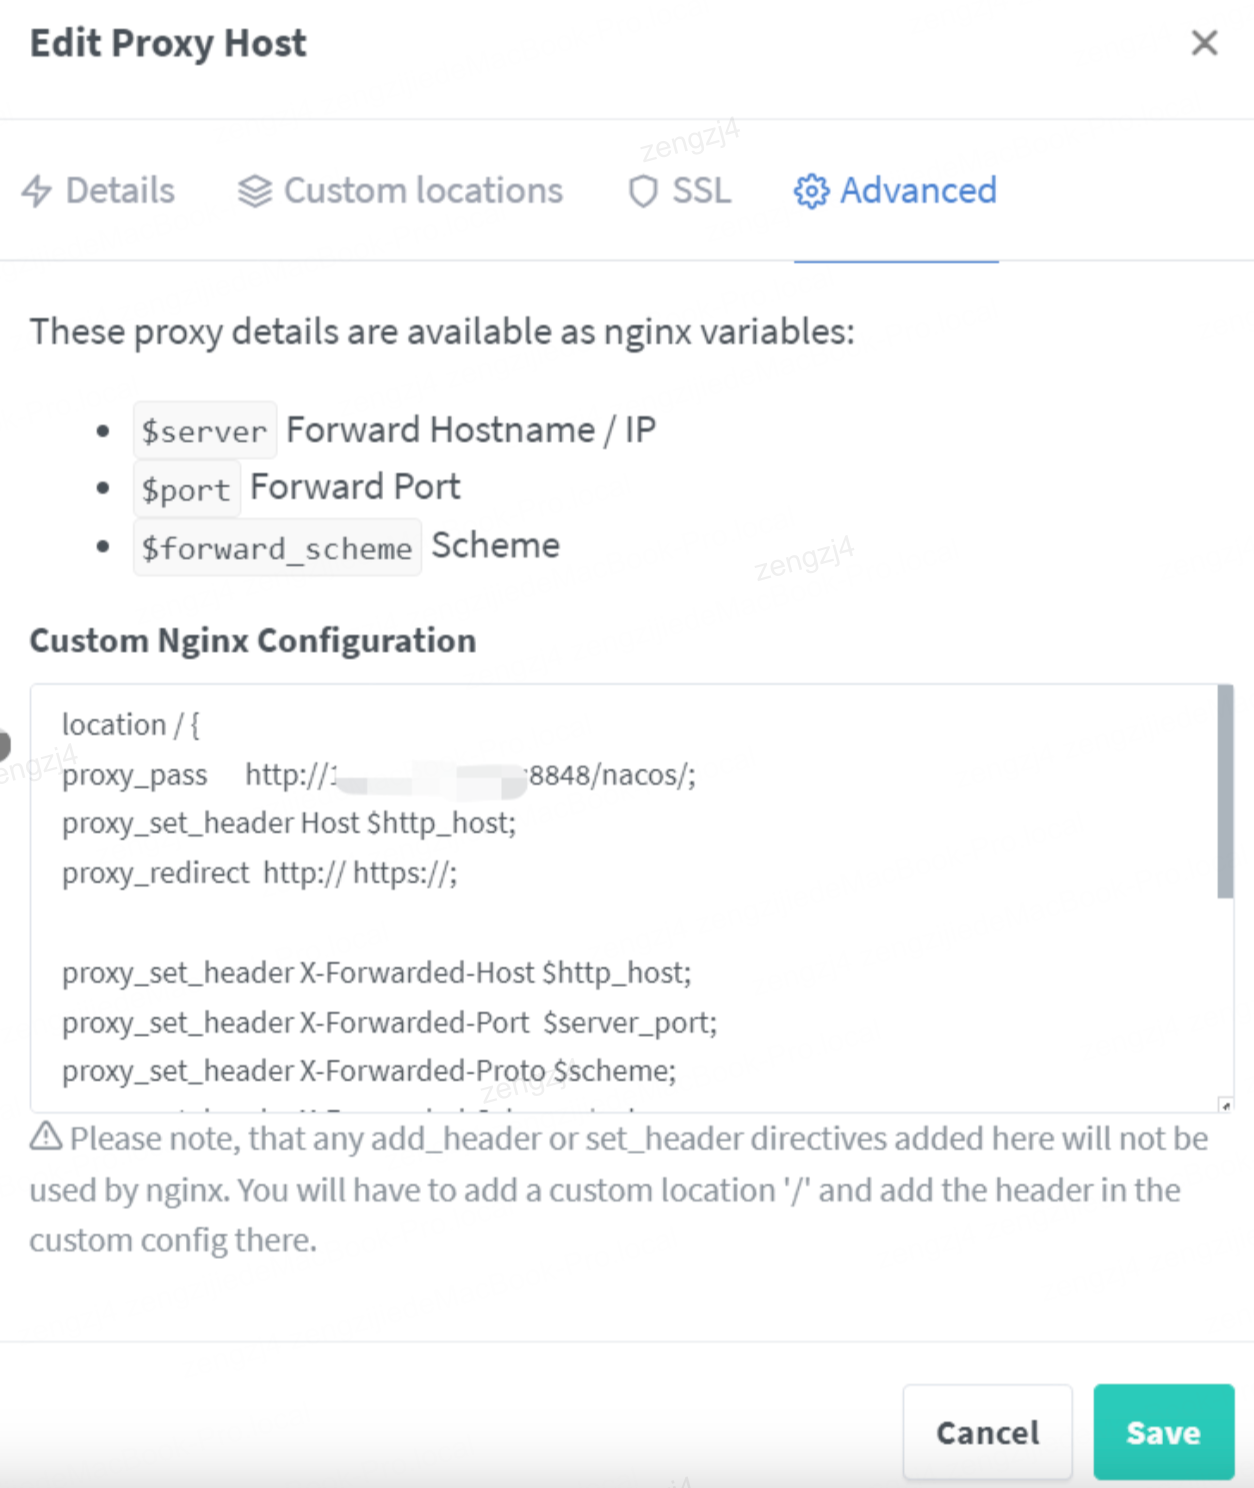 Edit Proxy Host
zengzj4
Details Custom locations SSL Advanced
These proxy details are available as nginx variables:
$server Forward Hostname / IP
$port Forward Port
$forward_scheme Scheme
zengzj4
Custom Nginx Configuration
location / {
engzj4
proxy_pass http://1 :8848/nacos/;
proxy_set_header Host $http_host;
proxy_redirect http:// https://;
proxy_set_header X-Forwarded-Host $http_host;
proxy_set_header X-Forwarded-Port $server_port;
proxy_set_header X-Forwarded-Proto $scheme;
zengzj4
Please note, that any add_header or set_header directives added here will not be
used by nginx. You will have to add a custom location '/' and add the header in the
custom config there.
Cancel Save